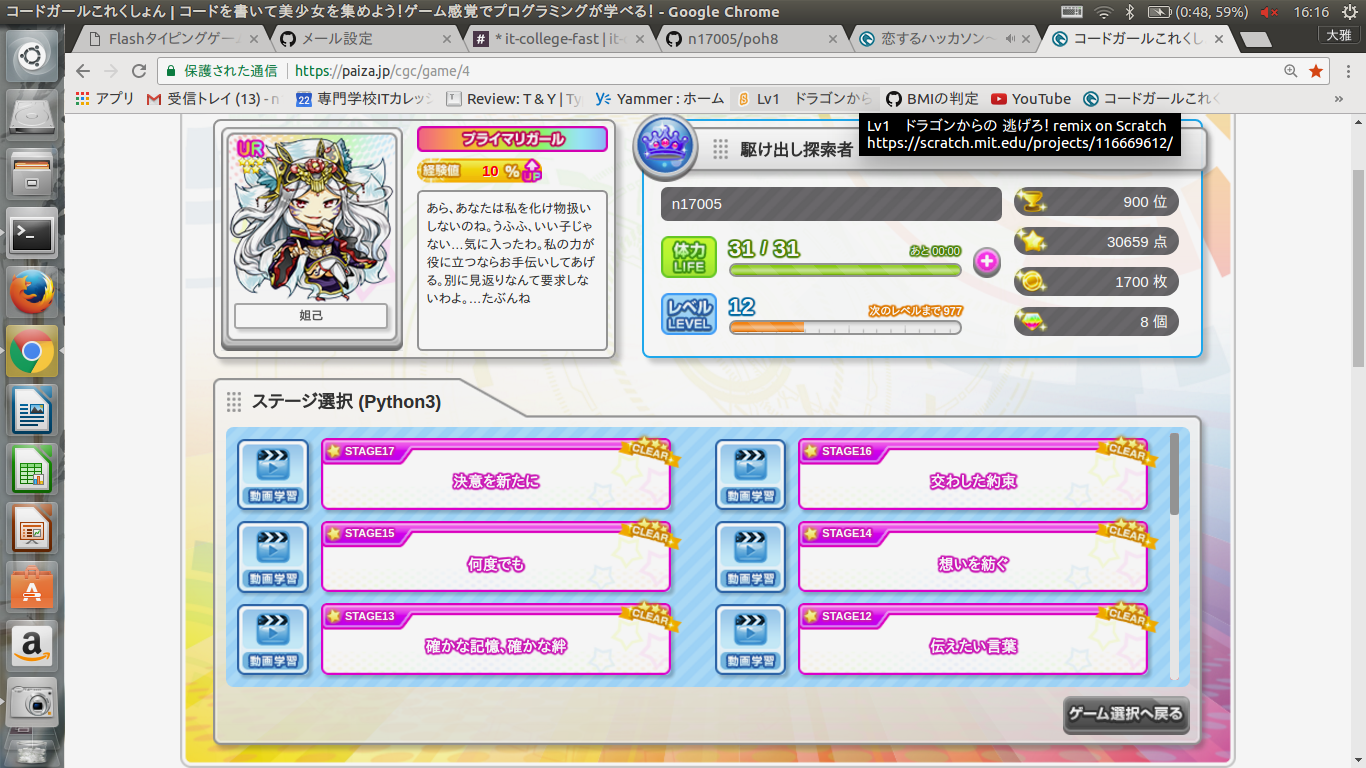 コードガールこれくしょん | コードを書いて美少女を集めよう！ゲーム感覚でプログラミングが学べる！ - Google Chrome
(0:48, 59%)
16:16
Flashタイピングゲー
メール設定
* it-college-fast | it-c
n17005/poh8
恋するハッカソン〜
コードガールこれくし
大雅
保護された通信
https://paiza.jp/cgc/game/4
アプリ
受信トレイ (13) - n
専門学校ITカレッジ
Review: T & Y | Ty
Yammer : ホーム
Lv1 ドラゴンから
BMIの判定
YouTube
コードガールこれく
»
Lv1 ドラゴンからの 逃げろ! remix on Scratch
https://scratch.mit.edu/projects/116669612/
UR
妲己
プライマリガール
経験値 10 % UP
あら、あなたは私を化け物扱い
しないのね。うふふ、いい子じゃ
ない…気に入ったわ。私の力が
役に立つならお手伝いしてあげ
る。別に見返りなんて要求しな
いわよ。…たぶんね
駆け出し探索者
n17005
体力
LIFE
31 / 31
あと 00:00
レベル
LEVEL
12
次のレベルまで 977
900 位
30659 点
1700 枚
8 個
ステージ選択 (Python3)
動画学習
STAGE17
CLEAR
決意を新たに
動画学習
STAGE16
CLEAR
交わした約束
動画学習
STAGE15
CLEAR
何度でも
動画学習
STAGE14
CLEAR
想いを紡ぐ
動画学習
STAGE13
CLEAR
確かな記憶、確かな絆
動画学習
STAGE12
CLEAR
伝えたい言葉
ゲーム選択へ戻る